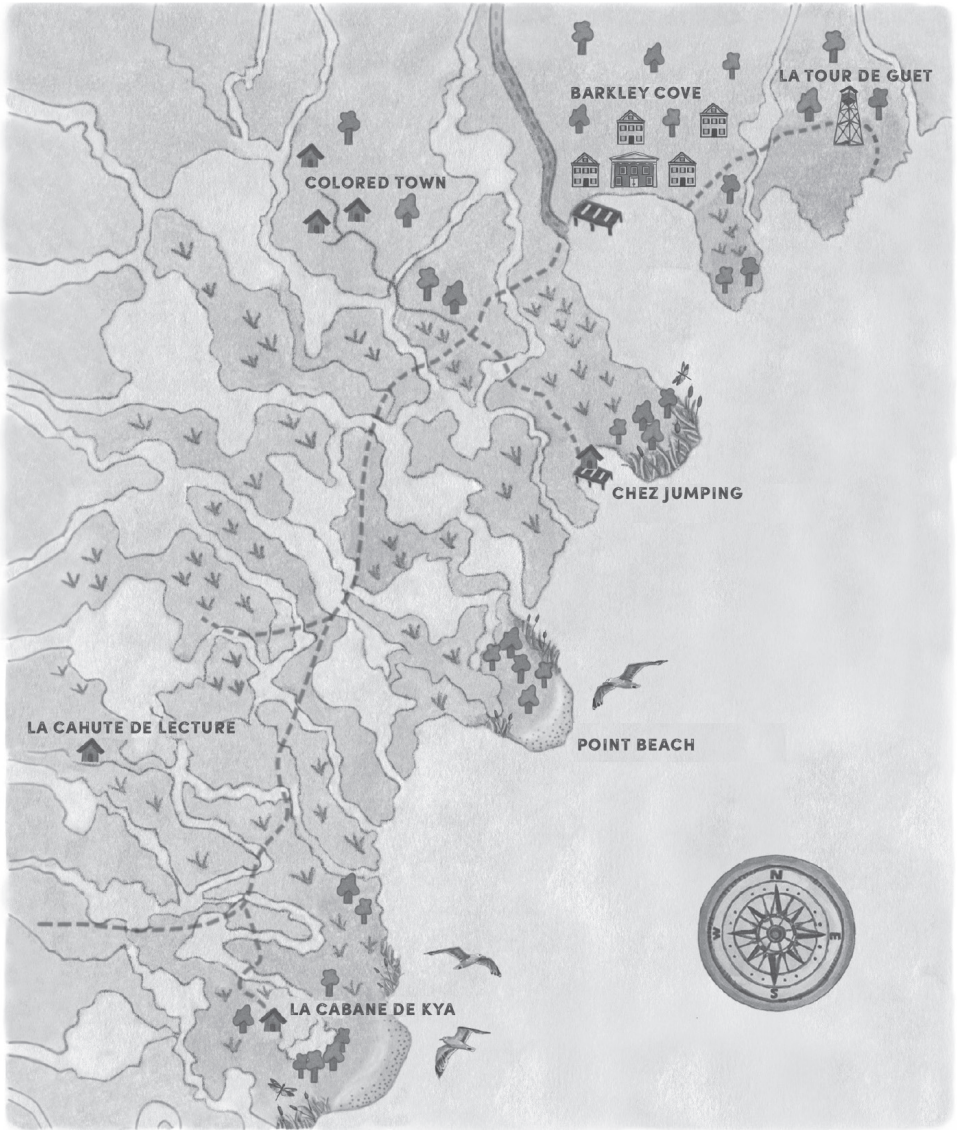 LA TOUR DE GUET
BARKLEY COVE
COLORED TOWN
CHEZ JUMPING
LA CAHUTE DE LECTURE
POINT BEACH
N
W
E
S
LA CABANE DE KYA